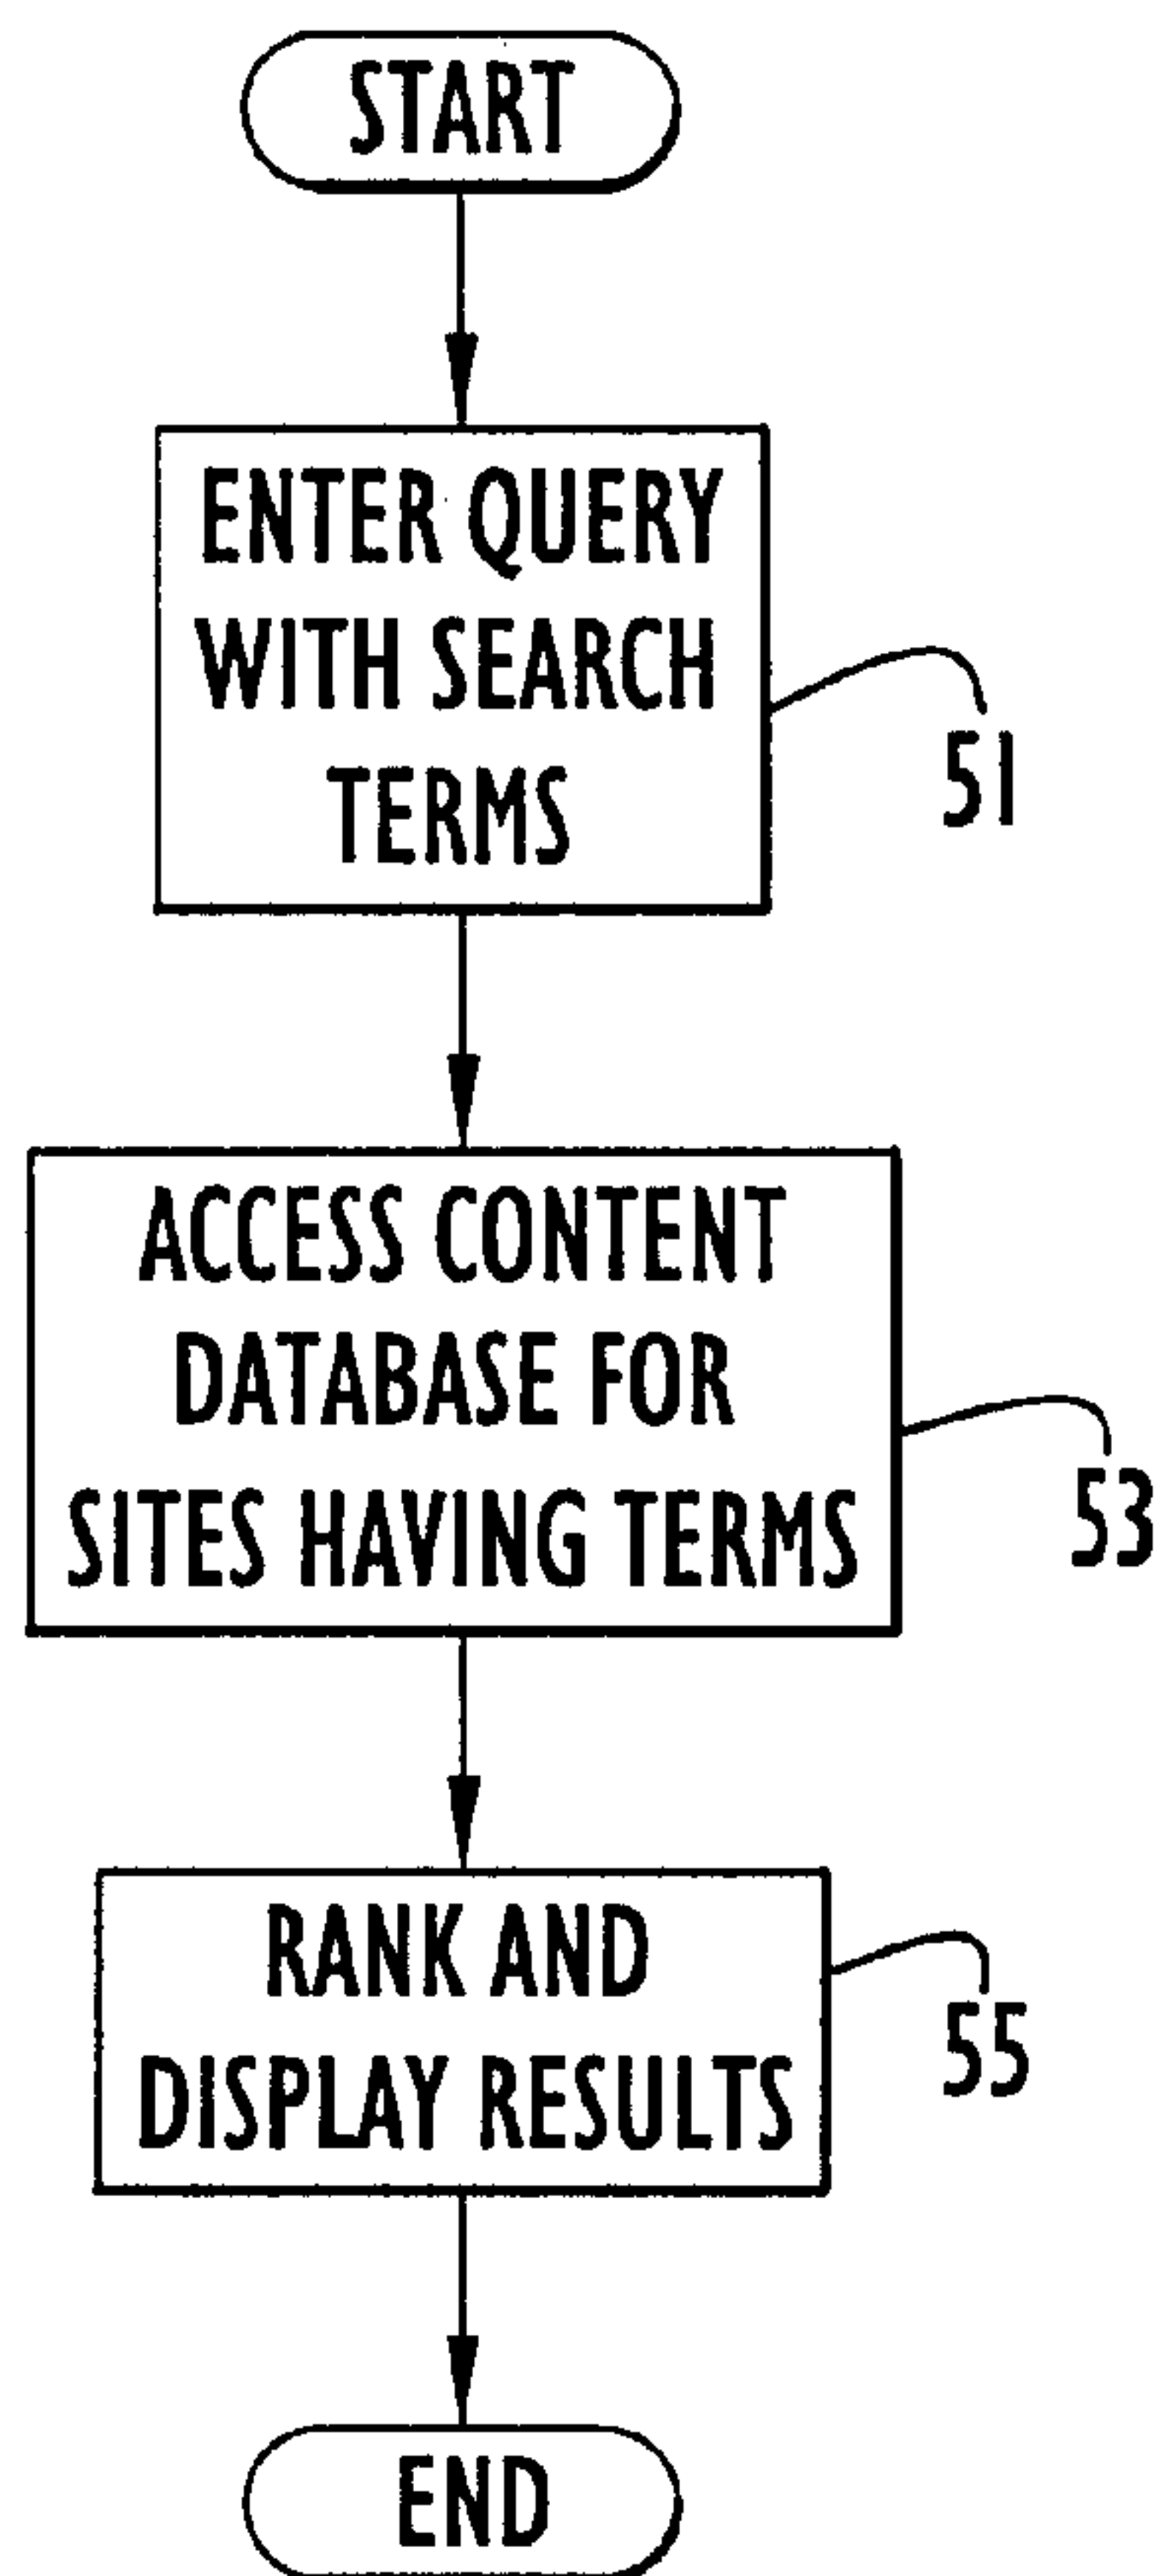 START
ENTER QUERY
WITH SEARCH
TERMS
51
ACCESS CONTENT
DATABASE FOR
SITES HAVING TERMS
53
RANK AND
DISPLAY RESULTS
55
END